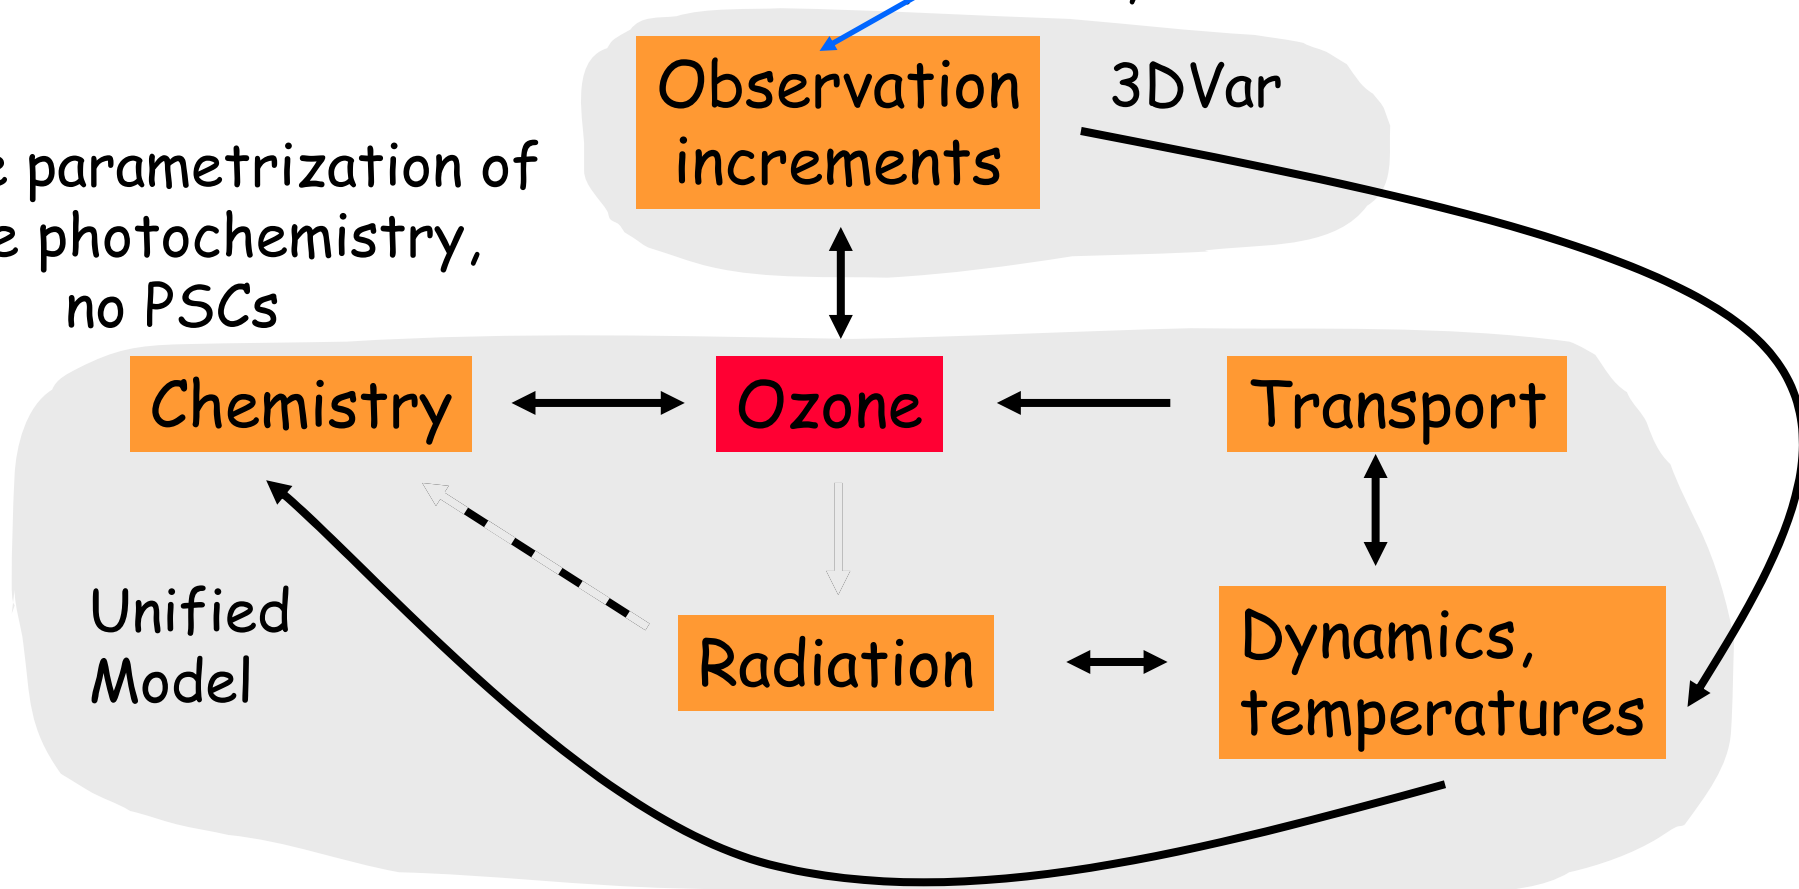 Observation
increments
3DVar
parametrization of
photochemistry,
no PSCs
Chemistry
Ozone
Transport
Unified
Model
Radiation
Dynamics,
temperatures